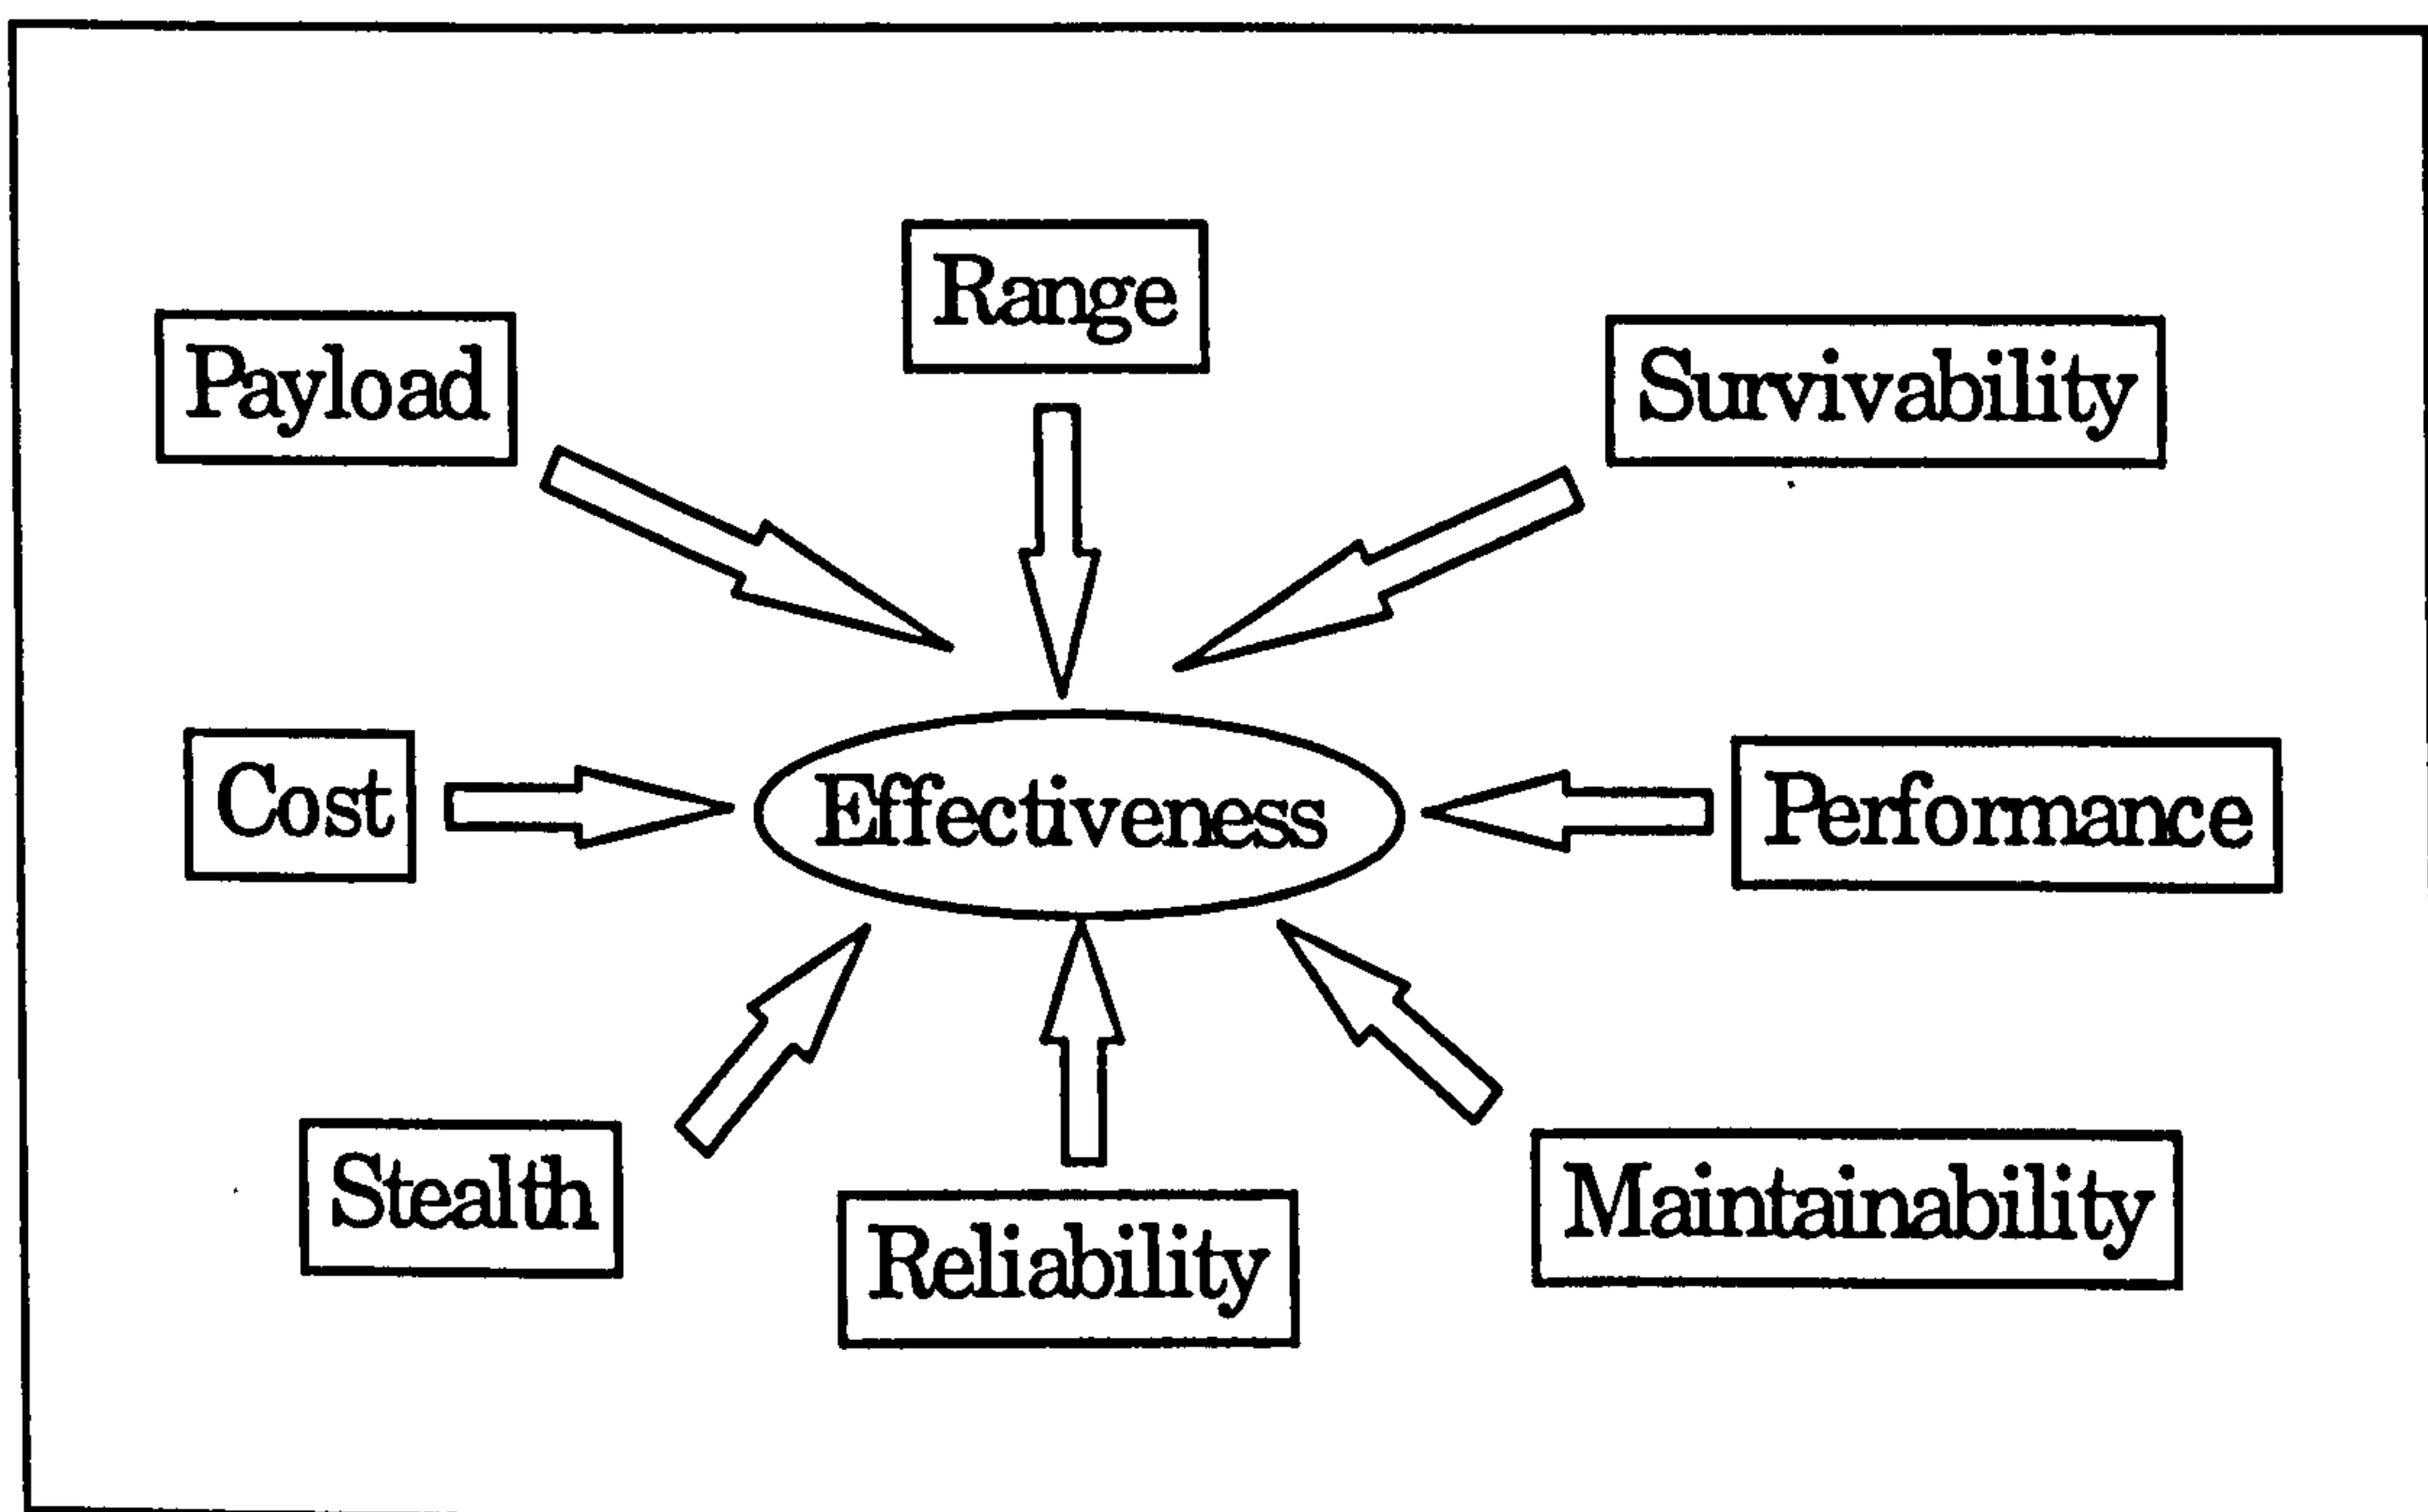 Range
Payload
Survivability
Cost
Effectiveness
Performance
Stealth
Reliability
Maintainability